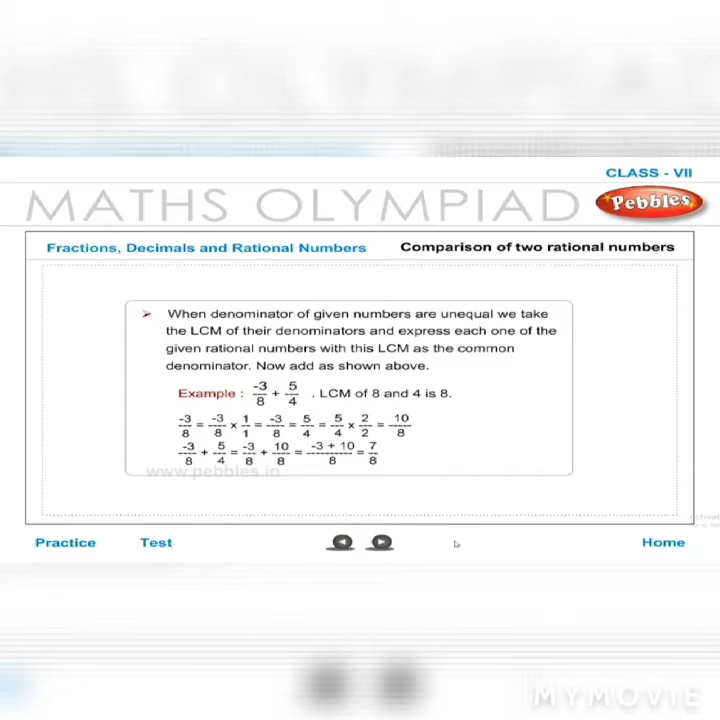 CLASS - VII
MATHS OLYMPIAD
Pebbles
Fractions, Decimals and Rational Numbers
Comparison of two rational numbers
➢ When denominator of given numbers are unequal we take
the LCM of their denominators and express each one of the
given rational numbers with this LCM as the common
denominator. Now add as shown above.
Example : -3/8 + 5/4 . LCM of 8 and 4 is 8.
-3/8 = -3/8 × 1/1 = -3/8 = 5/4 = 5/4 × 2/2 = 10/8
-3/8 + 5/4 = -3/8 + 10/8 = -3 + 10/8 = 7/8
www.pebbles.in
Practice
Test
Home
MYMOVIE